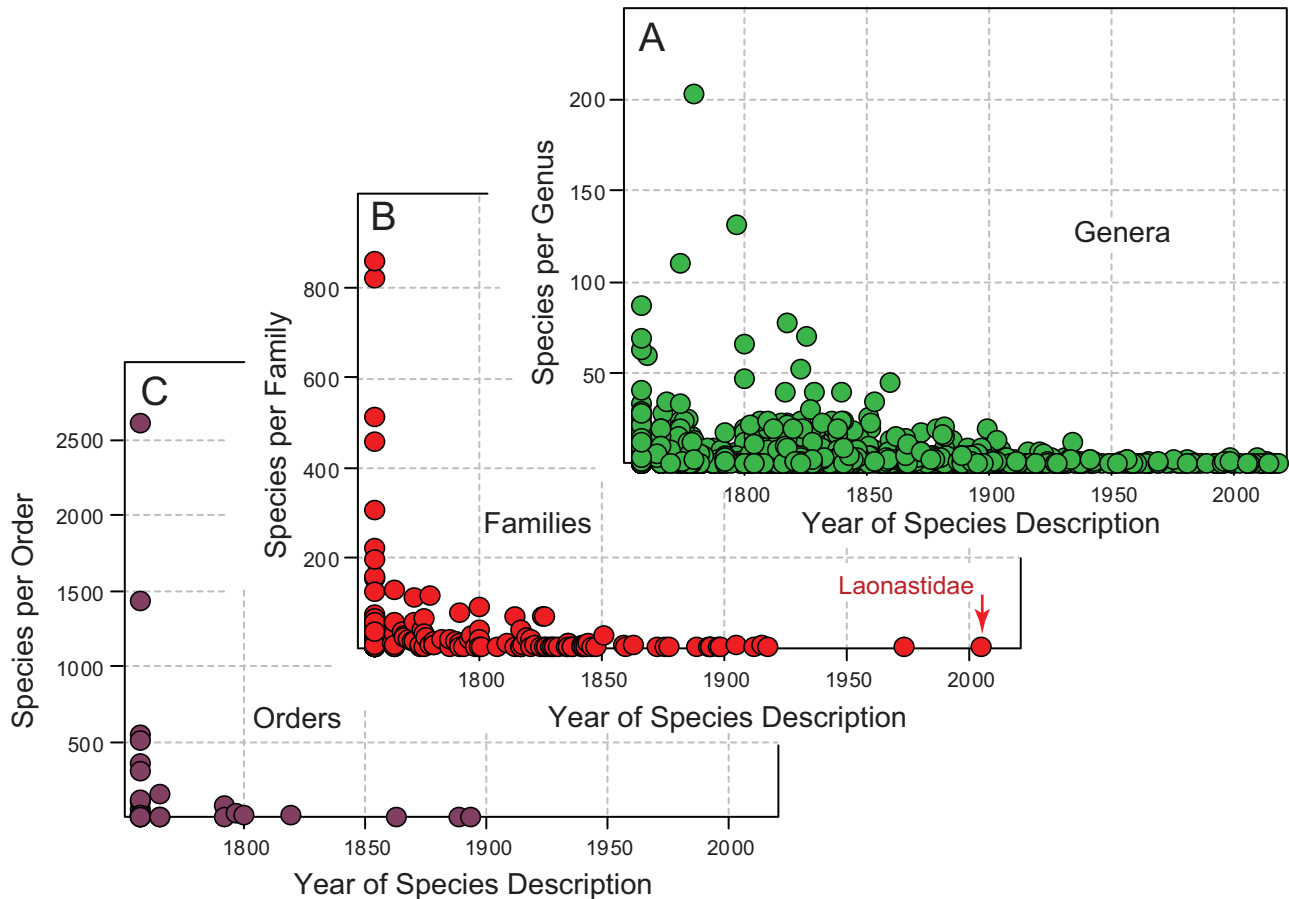 A
200
150
100
50
Species per Genus
Genera
1800
1850
1900
1950
2000
Year of Species Description
B
800
600
400
200
Species per Family
Families
Laonastidae
1800
1850
1900
1950
2000
Year of Species Description
C
2500
2000
1500
1000
500
Species per Order
Orders
1800
1850
1900
1950
2000
Year of Species Description